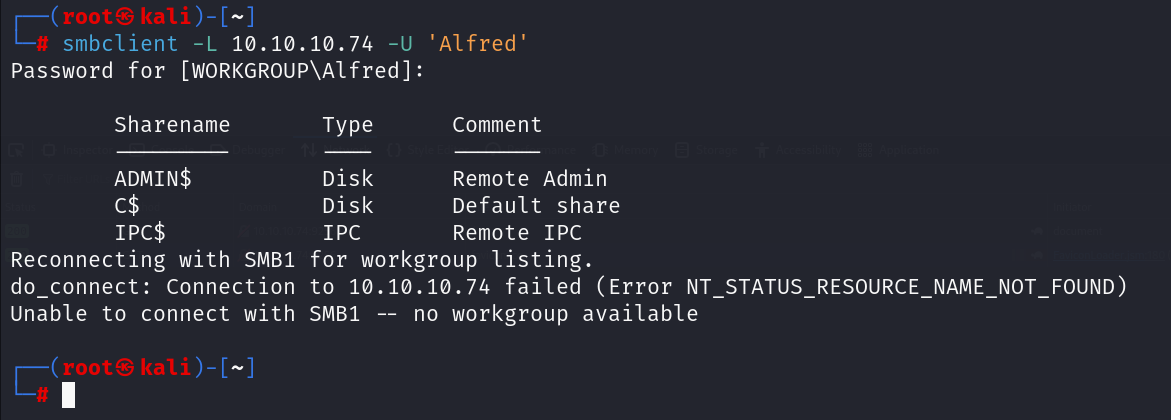 ┌──(root㉿kali)-[~]
└─# smbclient -L 10.10.10.74 -U 'Alfred'
Password for [WORKGROUP\Alfred]:
Sharename Type Comment
--------- ---- -------
ADMIN$ Disk Remote Admin
C$ Disk Default share
IPC$ IPC Remote IPC
Reconnecting with SMB1 for workgroup listing.
do_connect: Connection to 10.10.10.74 failed (Error NT_STATUS_RESOURCE_NAME_NOT_FOUND)
Unable to connect with SMB1 -- no workgroup available
┌──(root㉿kali)-[~]
└─#